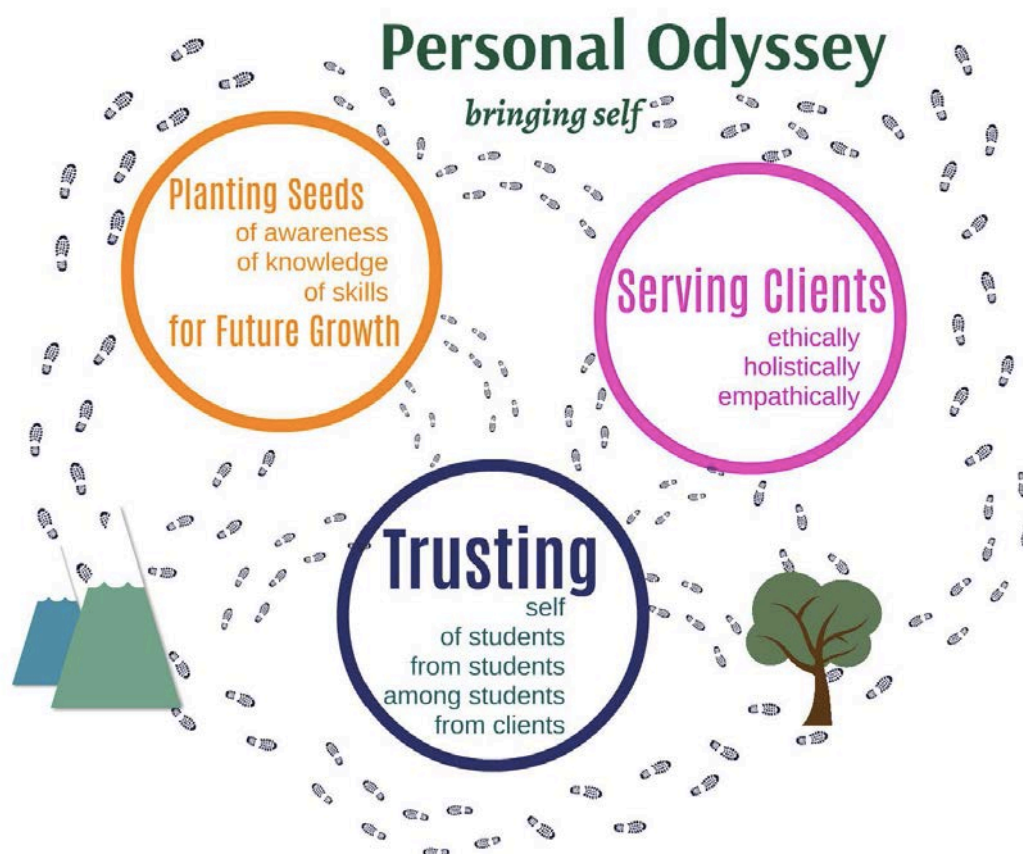 Personal Odyssey
bringing self
Planting Seeds
of awareness
of knowledge
of skills
for Future Growth
Serving Clients
ethically
holistically
empathically
Trusting
self
of students
from students
among students
from clients